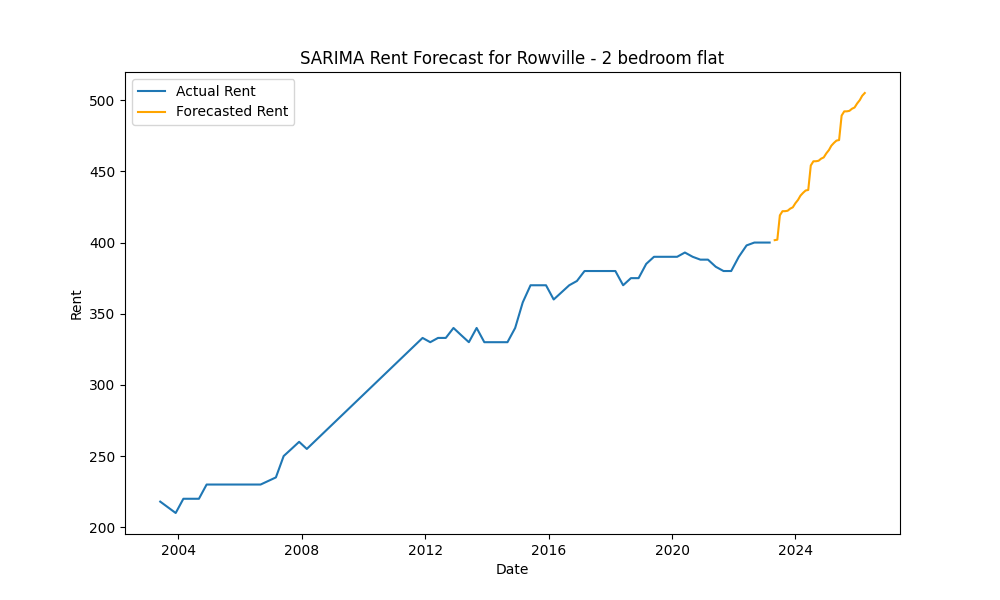 SARIMA Rent Forecast for Rowville - 2 bedroom flat
Actual Rent
Forecasted Rent
500
450
400
350
300
250
200
Rent
2004 2008 2012 2016 2020 2024
Date